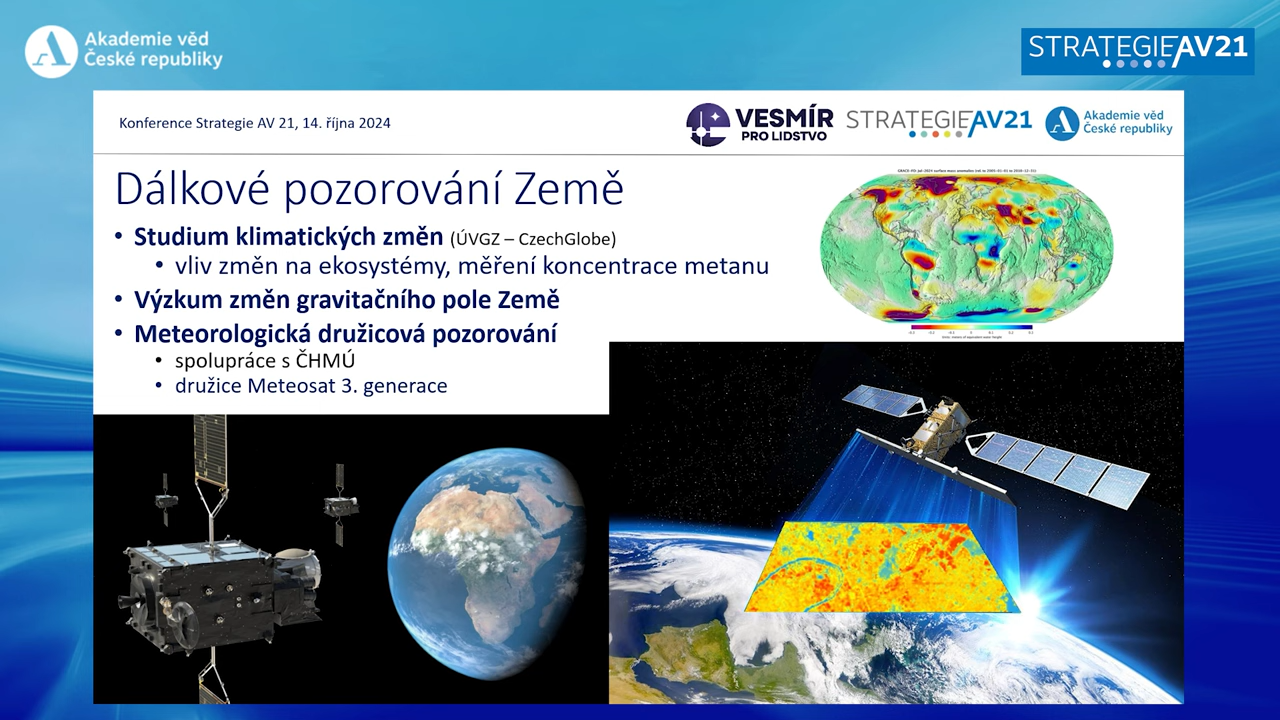 Akademie věd
České republiky
STRATEGIE AV21
Konference Strategie AV 21, 14. října 2024
VESMÍR
PRO LIDSTVO
STRATEGIE AV21
Akademie věd
České republiky
Dálkové pozorování Země
• Studium klimatických změn (ÚVGZ – CzechGlobe)
• vliv změn na ekosystémy, měření koncentrace metanu
• Výzkum změn gravitačního pole Země
• Meteorologická družicová pozorování
• spolupráce s ČHMÚ
• družice Meteosat 3. generace